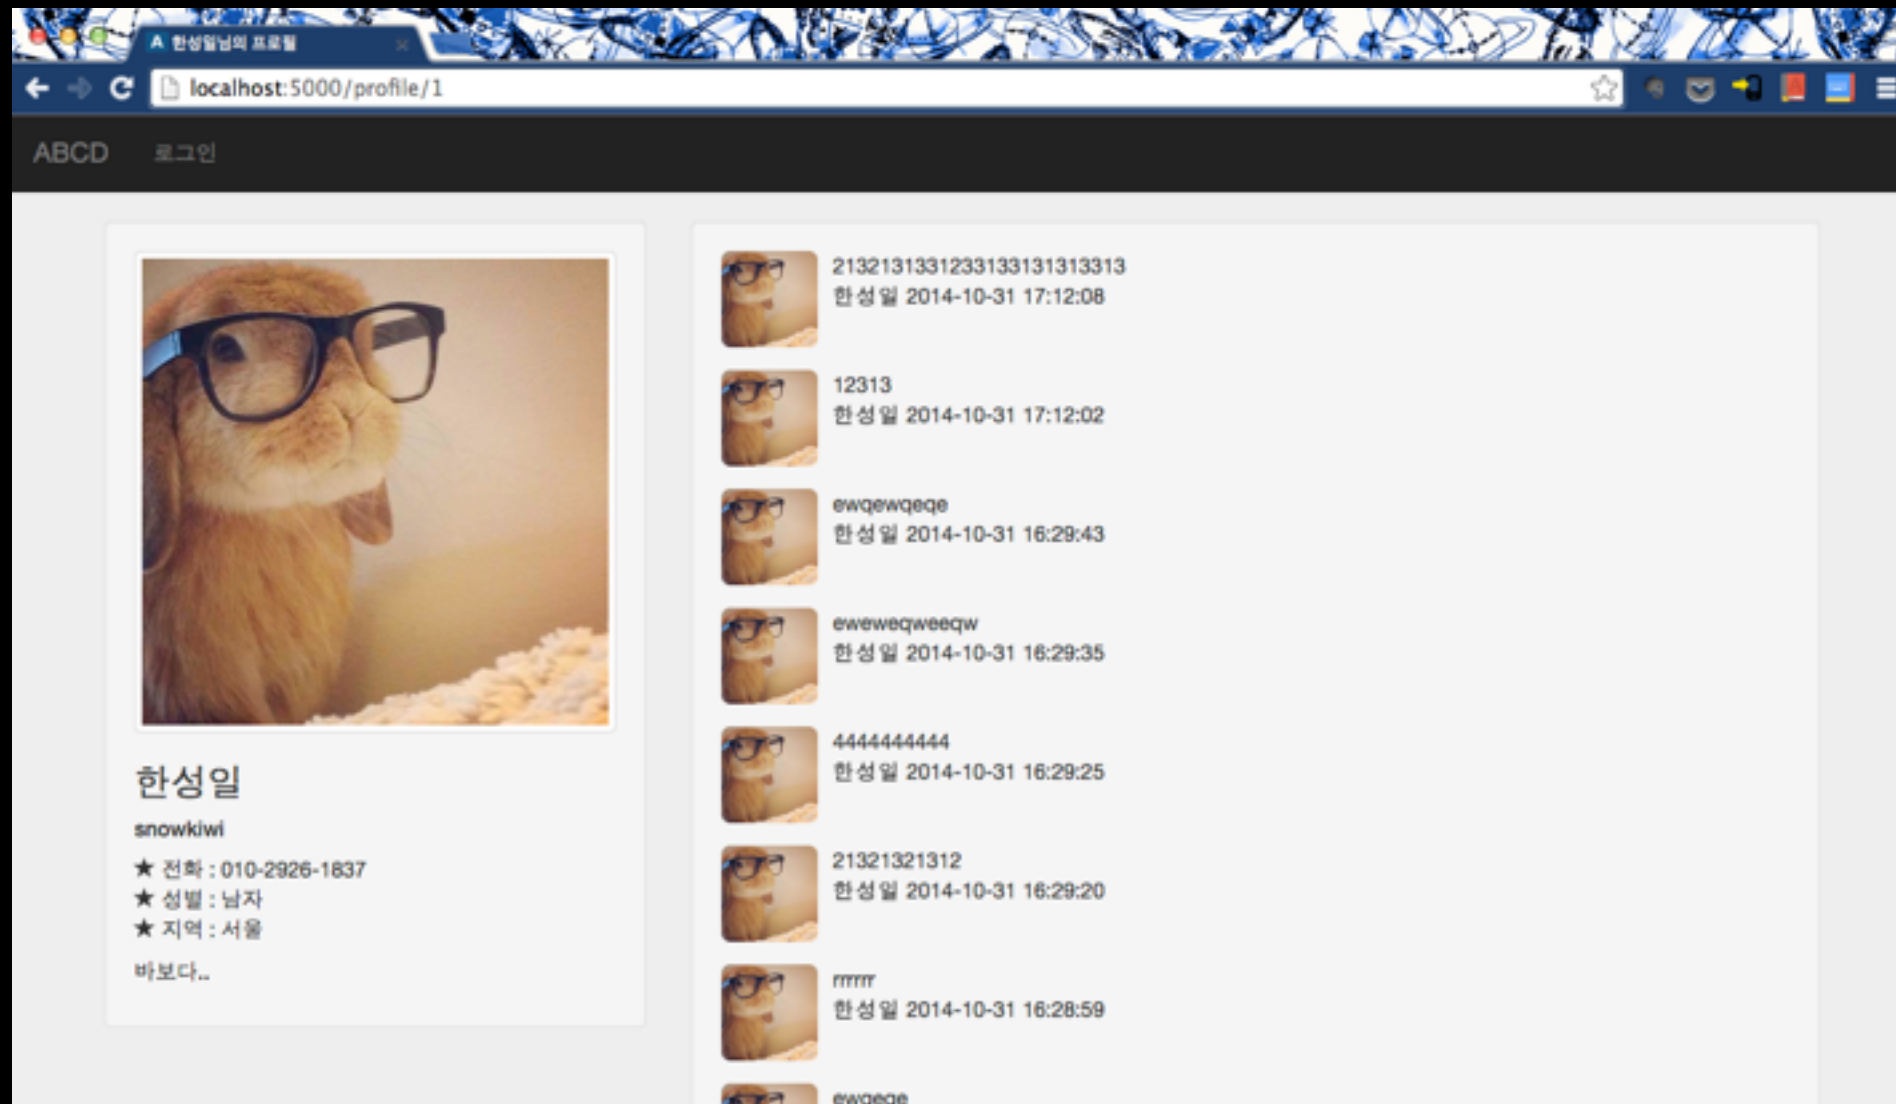 A 한성일님의 프로필
localhost:5000/profile/1
ABCD 로그인
한성일
snowkiwi
★ 전화 : 010-2926-1837
★ 성별 : 남자
★ 지역 : 서울
바보다..
21321313312331133131313313
한성일 2014-10-31 17:12:08
12313
한성일 2014-10-31 17:12:02
ewqewqeqe
한성일 2014-10-31 16:29:43
eweweqweeqw
한성일 2014-10-31 16:29:35
4444444444
한성일 2014-10-31 16:29:25
21321321312
한성일 2014-10-31 16:29:20
rrrrrr
한성일 2014-10-31 16:28:59
ewqeqe